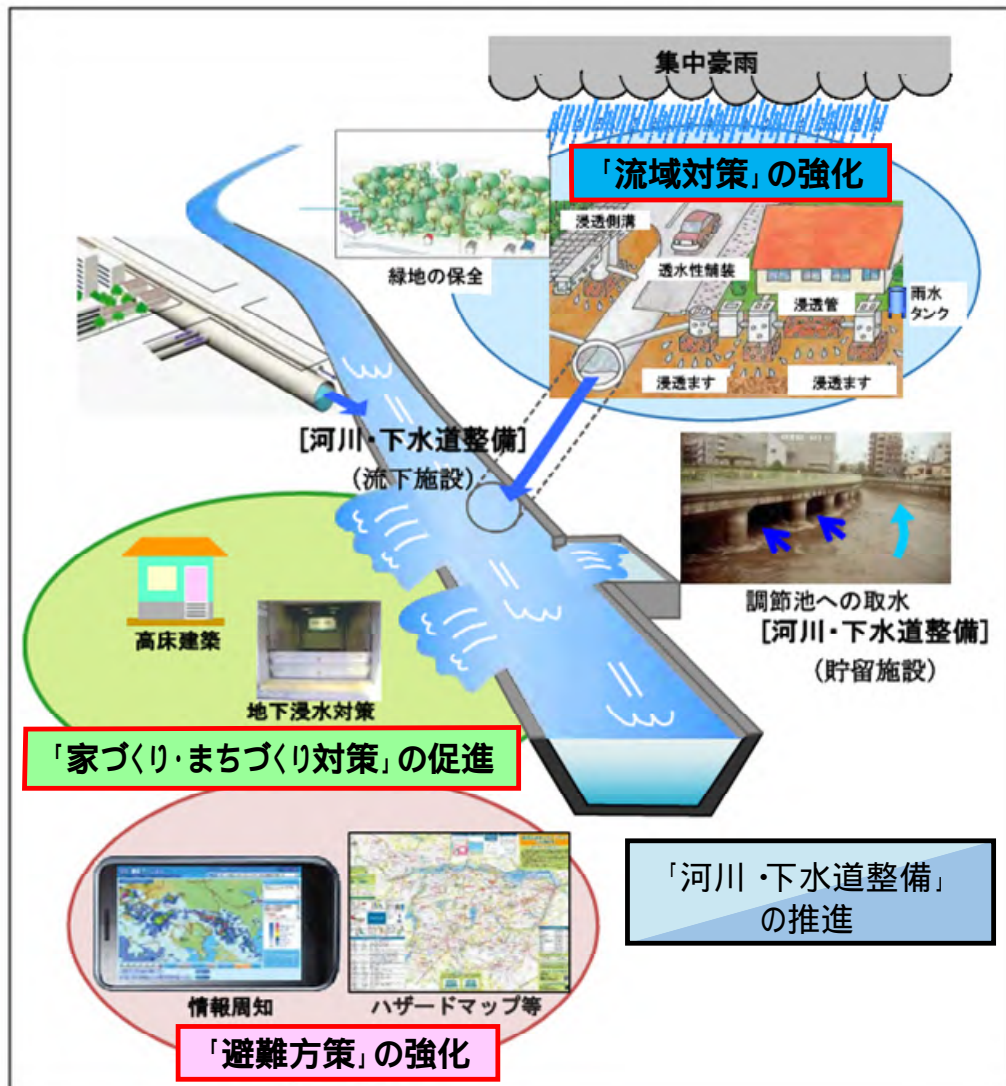 集中豪雨
「流域対策」の強化
浸透側溝
透水性舗装
浸透管
雨水
タンク
浸透ます
浸透ます
緑地の保全
[河川・下水道整備]
(流下施設)
調節池への取水
[河川・下水道整備]
(貯留施設)
高床建築
地下浸水対策
「家づくり・まちづくり対策」の促進
「河川・下水道整備」
の推進
情報周知
ハザードマップ等
「避難方策」の強化